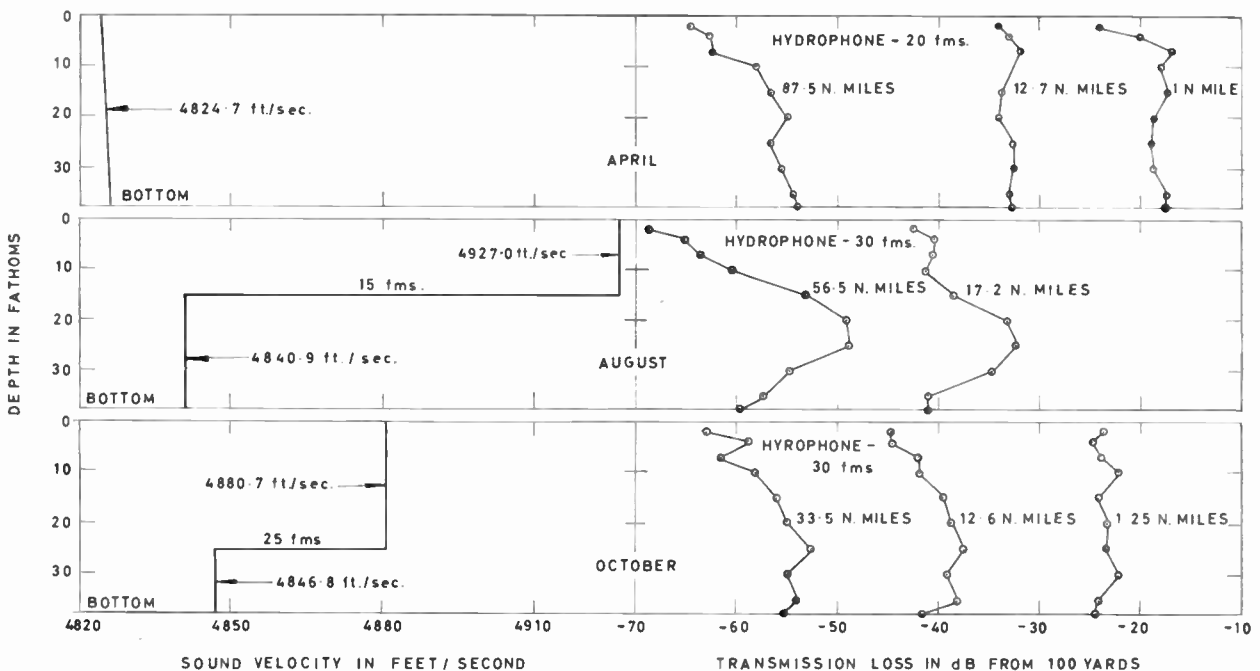 DEPTH IN FATHOMS
0
10
20
30
4824·7 ft./sec.
BOTTOM
APRIL
HYDROPHONE – 20 fms.
87·5 N. MILES
12·7 N. MILES
1 N MILE
0
10
20
30
4927·0 ft/sec
15 fms.
4840·9 ft./sec.
BOTTOM
AUGUST
HYDROPHONE – 30 fms.
56·5 N. MILES
17·2 N. MILES
0
10
20
30
4880·7 ft/sec.
25 fms
4846·8 ft/sec.
BOTTOM
OCTOBER
HYROPHONE –
30 fms
33·5 N. MILES
12·6 N. MILES
1 25 N. MILES
4820
4850
4880
4910
-70
-60
-50
-40
-30
-20
-10
SOUND VELOCITY IN FEET/SECOND
TRANSMISSION LOSS IN dB FROM 100 YARDS